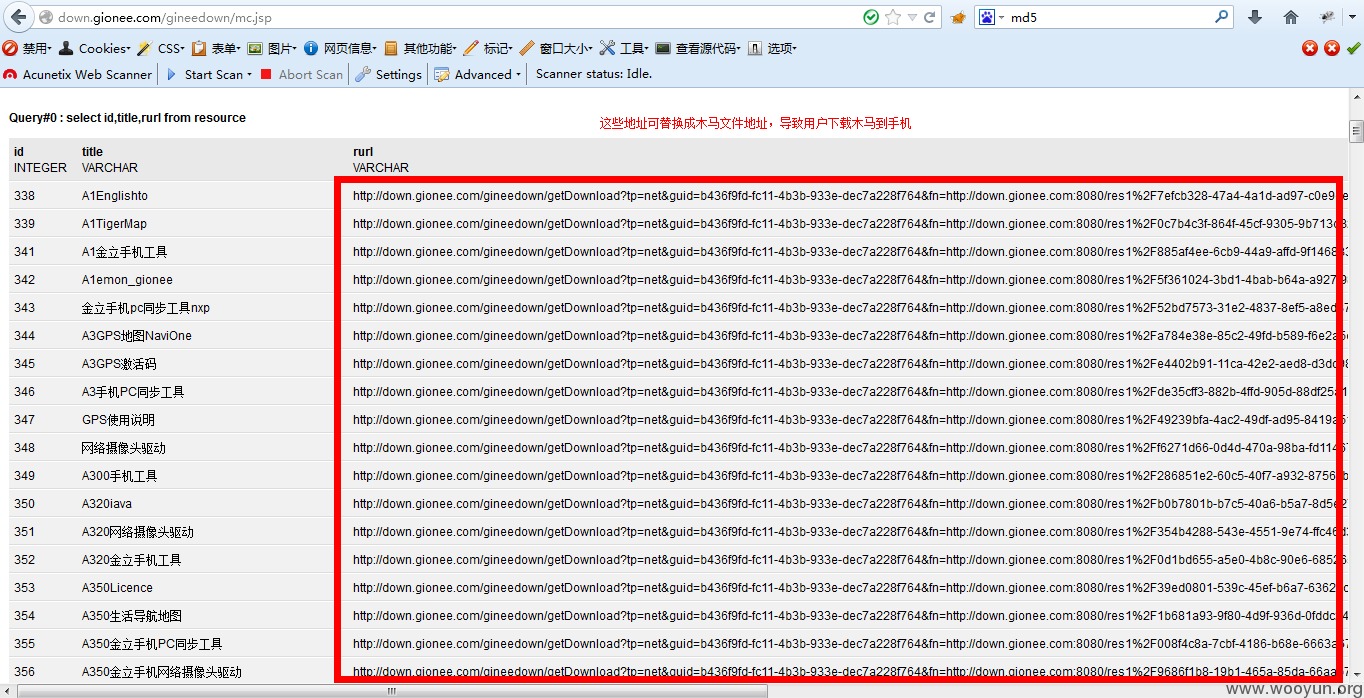 down.gionee.com/gineedown/mc.jsp
md5
禁用 Cookies CSS 表单 图片 网页信息 其他功能 标记 窗口大小 工具 查看源代码 选项
Acunetix Web Scanner Start Scan Abort Scan Settings Advanced Scanner status: Idle.
Query#0 : select id,title,rurl from resource
这些地址可替换成木马文件地址，导致用户下载木马到手机
id title rurl
INTEGER VARCHAR VARCHAR
338 A1Englishto http://down.gionee.com/gineedown/getDownload?tp=net&guid=b436f9fd-fc11-4b3b-933e-dec7a228f764&fn=http://down.gionee.com:8080/res1%2F7efcb328-47a4-4a1d-ad97-c0e9
339 A1TigerMap http://down.gionee.com/gineedown/getDownload?tp=net&guid=b436f9fd-fc11-4b3b-933e-dec7a228f764&fn=http://down.gionee.com:8080/res1%2F0c7b4c3f-864f-45cf-9305-9b713
341 A1金立手机工具 http://down.gionee.com/gineedown/getDownload?tp=net&guid=b436f9fd-fc11-4b3b-933e-dec7a228f764&fn=http://down.gionee.com:8080/res1%2F885af4ee-6cb9-44a9-affd-9f1468
342 A1emon_gionee http://down.gionee.com/gineedown/getDownload?tp=net&guid=b436f9fd-fc11-4b3b-933e-dec7a228f764&fn=http://down.gionee.com:8080/res1%2F5f361024-3bd1-4bab-b64a-a927
343 金立手机pc同步工具nxp http://down.gionee.com/gineedown/getDownload?tp=net&guid=b436f9fd-fc11-4b3b-933e-dec7a228f764&fn=http://down.gionee.com:8080/res1%2F52bd7573-31e2-4837-8ef5-a8ed
344 A3GPS地图NaviOne http://down.gionee.com/gineedown/getDownload?tp=net&guid=b436f9fd-fc11-4b3b-933e-dec7a228f764&fn=http://down.gionee.com:8080/res1%2Fa784e38e-85c2-49fd-b589-f6e2a
345 A3GPS激活码 http://down.gionee.com/gineedown/getDownload?tp=net&guid=b436f9fd-fc11-4b3b-933e-dec7a228f764&fn=http://down.gionee.com:8080/res1%2Fe4402b91-11ca-42e2-aed8-d3dc
346 A3手机PC同步工具 http://down.gionee.com/gineedown/getDownload?tp=net&guid=b436f9fd-fc11-4b3b-933e-dec7a228f764&fn=http://down.gionee.com:8080/res1%2Fde35cff3-882b-4ffd-905d-88df25
347 GPS使用说明 http://down.gionee.com/gineedown/getDownload?tp=net&guid=b436f9fd-fc11-4b3b-933e-dec7a228f764&fn=http://down.gionee.com:8080/res1%2F49239bfa-4ac2-49df-ad95-8419a
348 网络摄像头驱动 http://down.gionee.com/gineedown/getDownload?tp=net&guid=b436f9fd-fc11-4b3b-933e-dec7a228f764&fn=http://down.gionee.com:8080/res1%2Ff6271d66-0d4d-470a-98ba-fd114
349 A300手机工具 http://down.gionee.com/gineedown/getDownload?tp=net&guid=b436f9fd-fc11-4b3b-933e-dec7a228f764&fn=http://down.gionee.com:8080/res1%2F286851e2-60c5-40f7-a932-8756
350 A320iava http://down.gionee.com/gineedown/getDownload?tp=net&guid=b436f9fd-fc11-4b3b-933e-dec7a228f764&fn=http://down.gionee.com:8080/res1%2Fb0b7801b-b7c5-40a6-b5a7-8d5e
351 A320网络摄像头驱动 http://down.gionee.com/gineedown/getDownload?tp=net&guid=b436f9fd-fc11-4b3b-933e-dec7a228f764&fn=http://down.gionee.com:8080/res1%2F354b4288-543e-4551-9e74-ffc46
352 A320金立手机工具 http://down.gionee.com/gineedown/getDownload?tp=net&guid=b436f9fd-fc11-4b3b-933e-dec7a228f764&fn=http://down.gionee.com:8080/res1%2F0d1bd655-a5e0-4b8c-90e6-6852
353 A350Licence http://down.gionee.com/gineedown/getDownload?tp=net&guid=b436f9fd-fc11-4b3b-933e-dec7a228f764&fn=http://down.gionee.com:8080/res1%2F39ed0801-539c-45ef-b6a7-6362
354 A350生活导航地图 http://down.gionee.com/gineedown/getDownload?tp=net&guid=b436f9fd-fc11-4b3b-933e-dec7a228f764&fn=http://down.gionee.com:8080/res1%2F1b681a93-9f80-4d9f-936d-0fddc
355 A350金立手机PC同步工具 http://down.gionee.com/gineedown/getDownload?tp=net&guid=b436f9fd-fc11-4b3b-933e-dec7a228f764&fn=http://down.gionee.com:8080/res1%2F008f4c8a-7cbf-4186-b68e-6663a
356 A350金立手机网络摄像头驱动 http://down.gionee.com/gineedown/getDownload?tp=net&guid=b436f9fd-fc11-4b3b-933e-dec7a228f764&fn=http://down.gionee.com:8080/res1%2F9686f1b8-19b1-465a-85da-66aa
www.wooyun.org